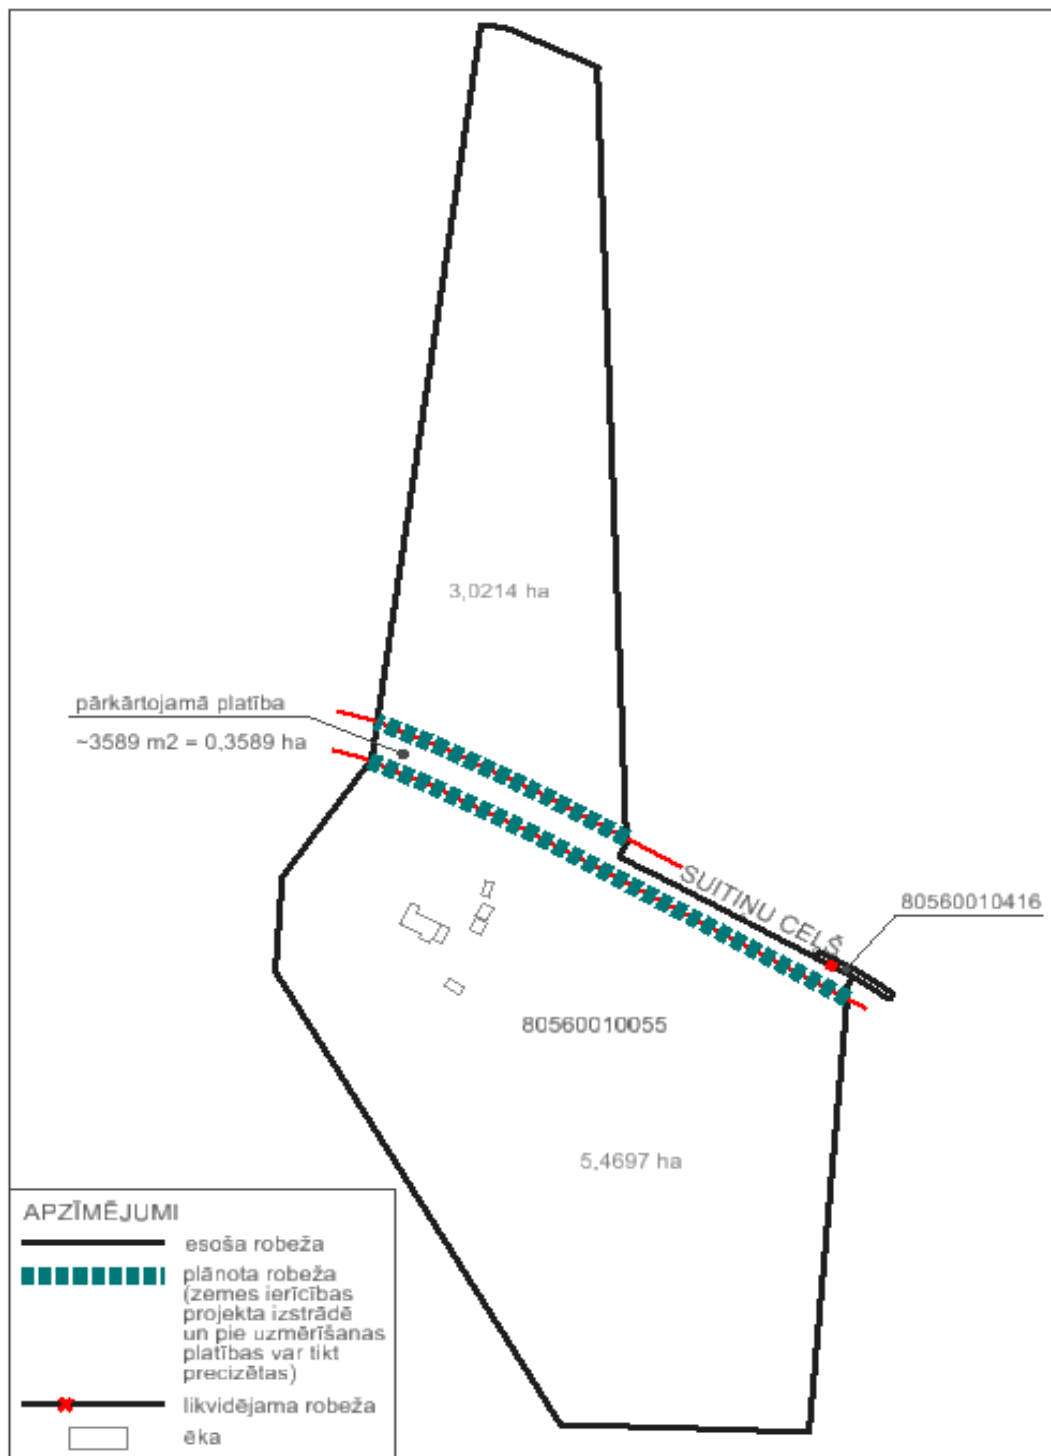 3,0214 ha
pārkārtojamā platība
~3589 m2 = 0,3589 ha
SUITIŅU CEĻŠ
80560010416
80560010055
5,4697 ha
APZĪMĒJUMI
esoša robeža
plānota robeža
(zemes ierīcības
projekta izstrādē
un pie uzmērīšanas
platības var tikt
precizētas)
likvidējama robeža
ēka